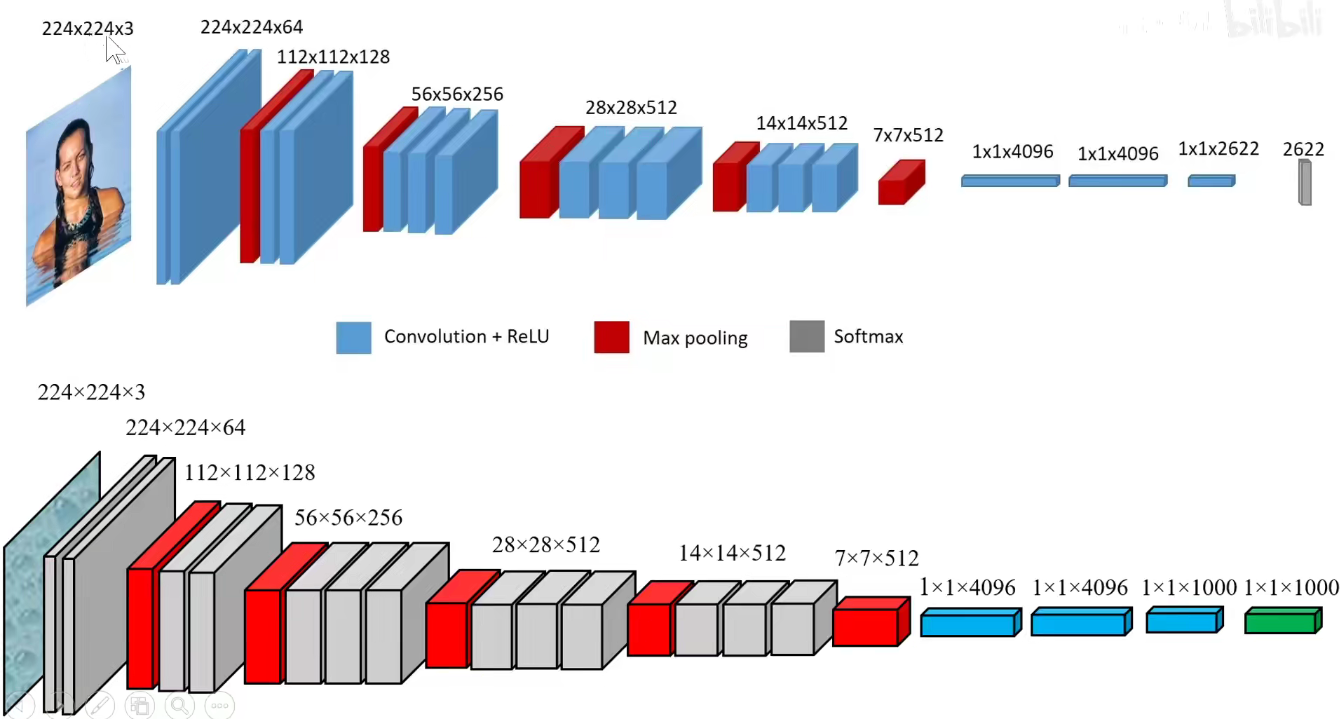 224x224x3
224x224x64
112x112x128
56x56x256
28x28x512
14x14x512
7x7x512
1x1x4096
1x1x4096
1x1x2622
2622
bilibili
Convolution + ReLU
Max pooling
Softmax
224×224×3
224×224×64
112×112×128
56×56×256
28×28×512
14×14×512
7×7×512
1×1×4096
1×1×4096
1×1×1000
1×1×1000